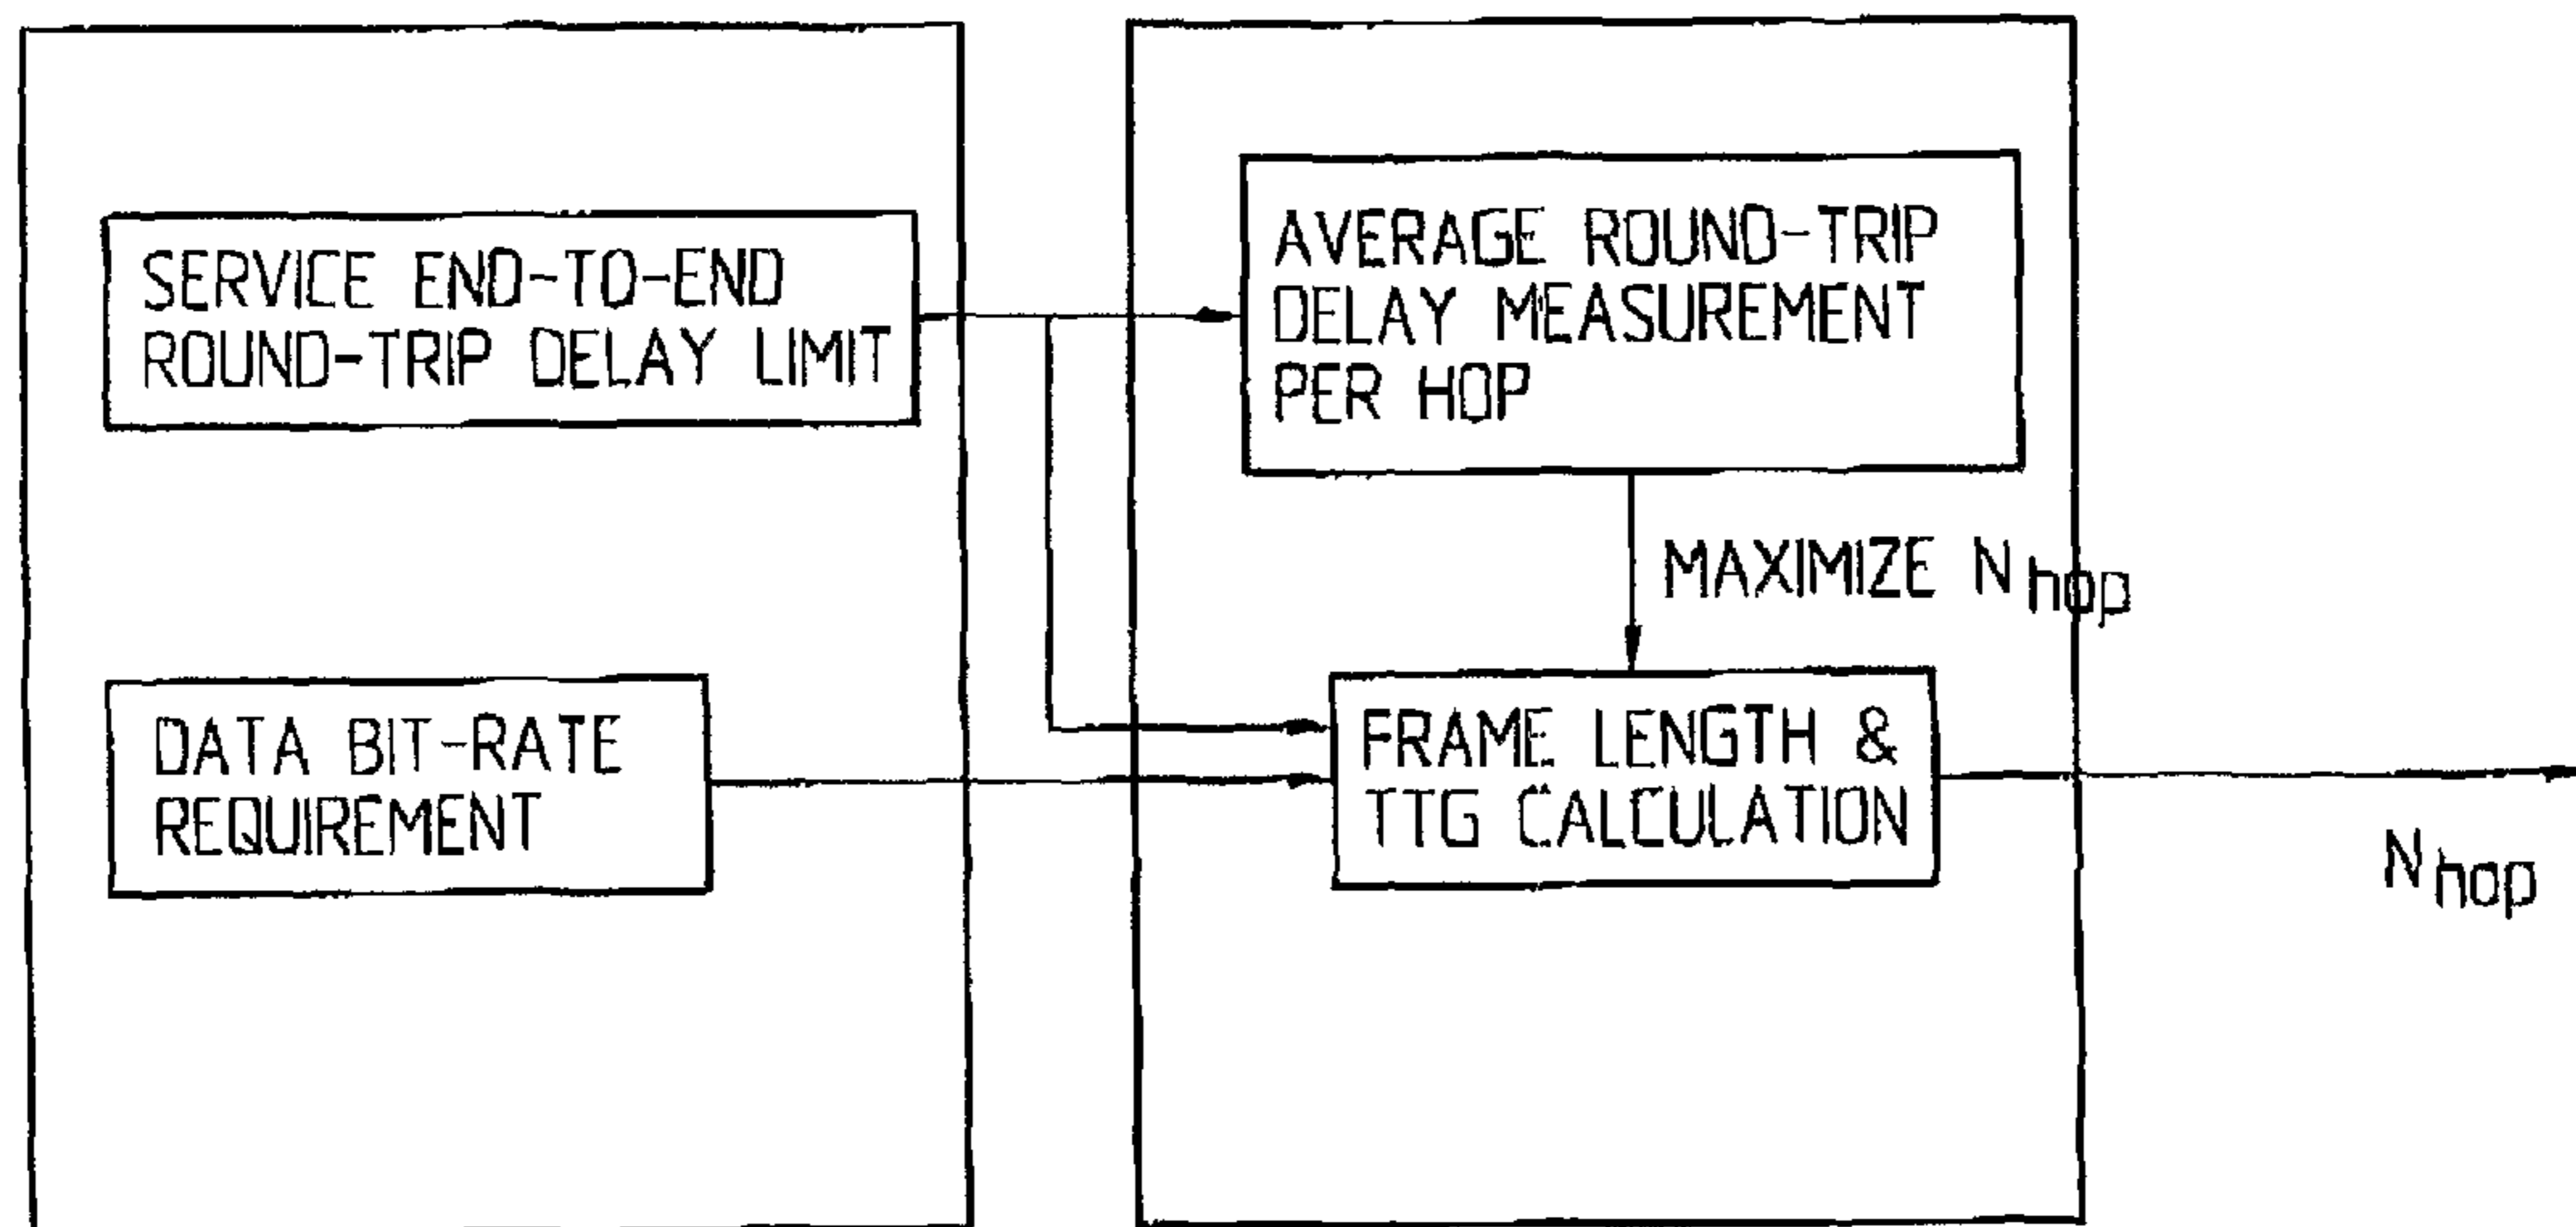 SERVICE END-TO-END
ROUND-TRIP DELAY LIMIT
DATA BIT-RATE
REQUIREMENT
AVERAGE ROUND-TRIP
DELAY MEASUREMENT
PER HOP
MAXIMIZE N hop
FRAME LENGTH &
TTG CALCULATION
N hop